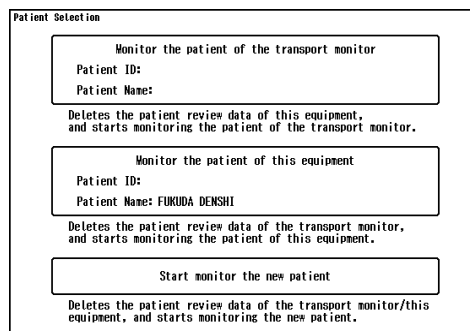 Patient Selection
Monitor the patient of the transport monitor
Patient ID:
Patient Name:
Deletes the patient review data of this equipment,
and starts monitoring the patient of the transport monitor.
Monitor the patient of this equipment
Patient ID:
Patient Name: FUKUDA DENSHI
Deletes the patient review data of the transport monitor,
and starts monitoring the patient of this equipment.
Start monitor the new patient
Deletes the patient review data of the transport monitor/this
equipment, and starts monitoring the new patient.